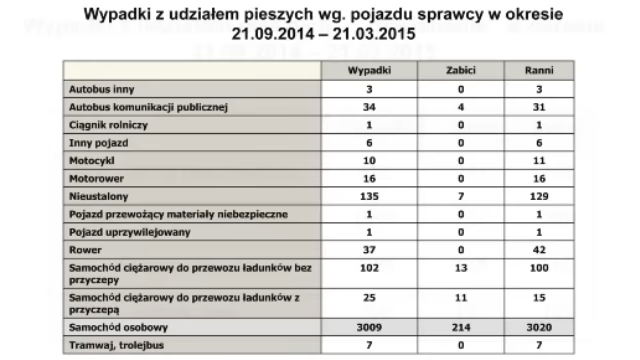 Wypadki z udziałem pieszych wg. pojazdu sprawcy w okresie
21.09.2014 – 21.03.2015
Wypadki Zabici Ranni
Autobus inny 3 0 3
Autobus komunikacji publicznej 34 4 31
Ciągnik rolniczy 1 0 1
Inny pojazd 6 0 6
Motocykl 10 0 11
Motorower 16 0 16
Nieustalony 135 7 129
Pojazd przewożący materiały niebezpieczne 1 0 1
Pojazd uprzywilejowany 1 0 1
Rower 37 0 42
Samochód ciężarowy do przewozu ładunków bez 102 13 100
przyczepy
Samochód ciężarowy do przewozu ładunków z 25 11 15
przyczepą
Samochód osobowy 3009 214 3020
Tramwaj, trolejbus 7 0 7